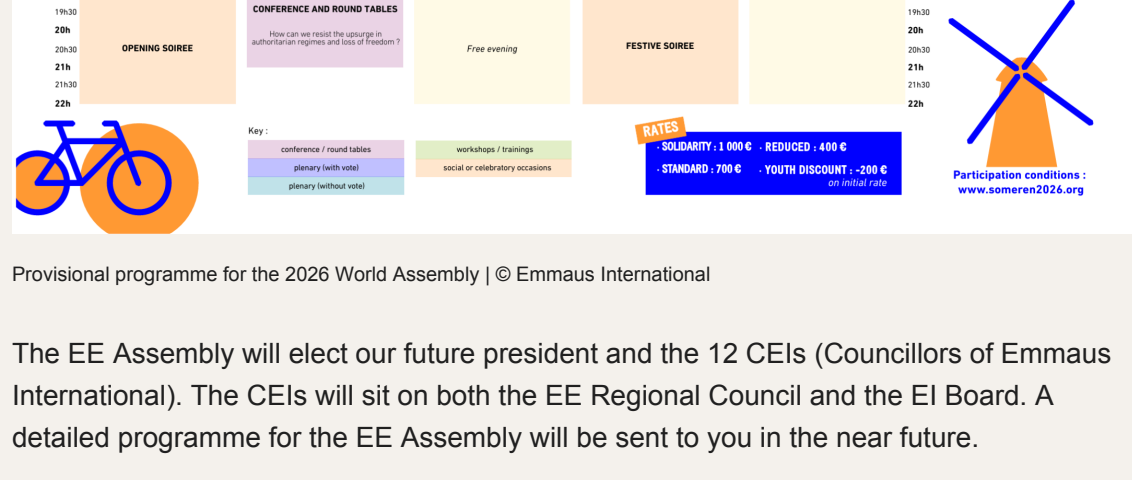 19h30
20h
20h30
21h
21h30
22h
OPENING SOIREE
CONFERENCE AND ROUND TABLES
How can we resist the upsurge in
authoritarian regimes and loss of freedom ?
Free evening
FESTIVE SOIREE
19h30
20h
20h30
21h
21h30
22h
Key :
conference / round tables
plenary (with vote)
plenary (without vote)
workshops / trainings
social or celebratory occasions
RATES
· SOLIDARITY : 1 000 € · REDUCED : 400 €
· STANDARD : 700 € · YOUTH DISCOUNT : -200 €
on initial rate
Participation conditions :
www.someren2026.org
Provisional programme for the 2026 World Assembly | © Emmaus International
The EE Assembly will elect our future president and the 12 CEIs (Councillors of Emmaus
International). The CEIs will sit on both the EE Regional Council and the EI Board. A
detailed programme for the EE Assembly will be sent to you in the near future.